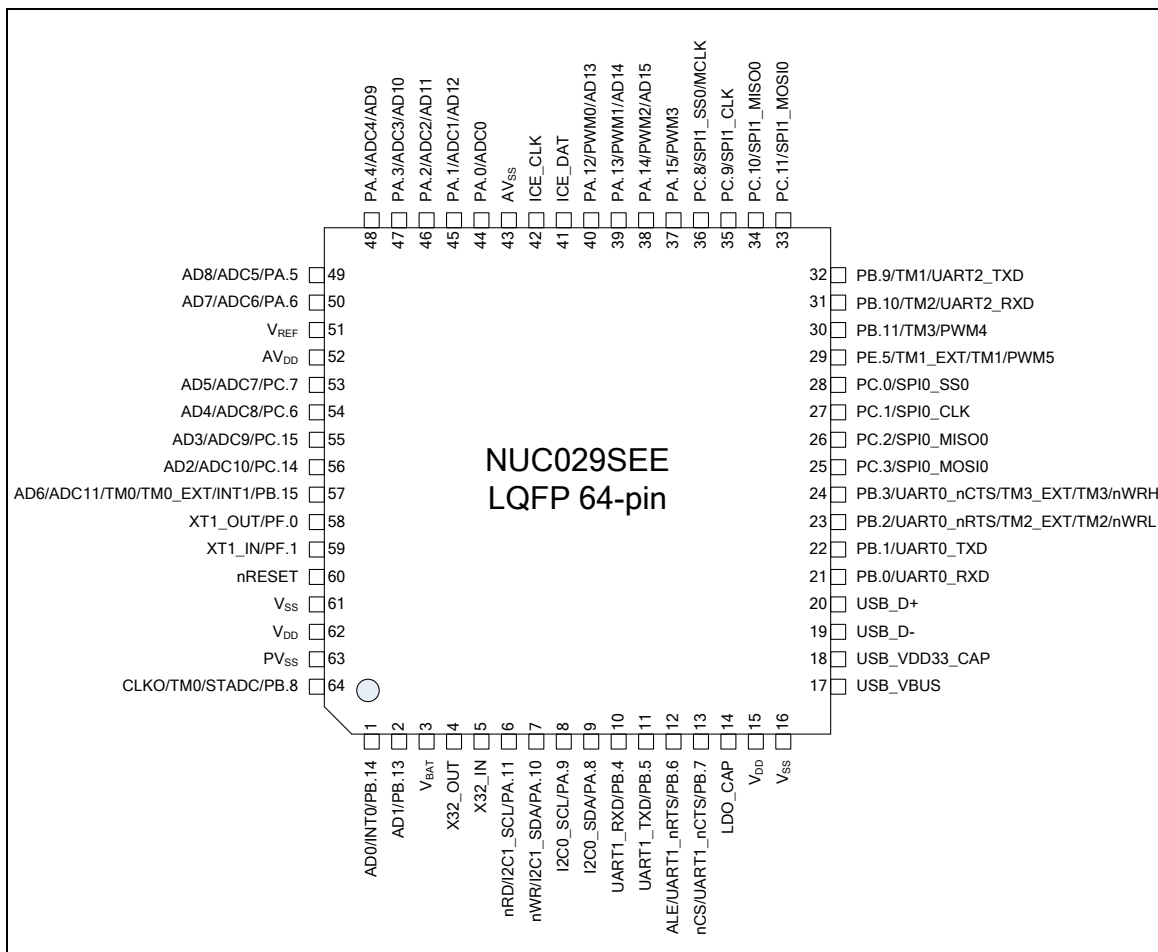 PA.4/ADC4/AD9
PA.3/ADC3/AD10
PA.2/ADC2/AD11
PA.1/ADC1/AD12
PA.0/ADC0
AVSS
ICE_CLK
ICE_DAT
PA.12/PWM0/AD13
PA.13/PWM1/AD14
PA.14/PWM2/AD15
PA.15/PWM3
PC.8/SPI1_SS0/MCLK
PC.9/SPI1_CLK
PC.10/SPI1_MISO0
PC.11/SPI1_MOSI0
48
47
46
45
44
43
42
41
40
39
38
37
36
35
34
33
AD8/ADC5/PA.5 49
AD7/ADC6/PA.6 50
VREF 51
AVDD 52
AD5/ADC7/PC.7 53
AD4/ADC8/PC.6 54
AD3/ADC9/PC.15 55
AD2/ADC10/PC.14 56
AD6/ADC11/TM0/TM0_EXT/INT1/PB.15 57
XT1_OUT/PF.0 58
XT1_IN/PF.1 59
nRESET 60
VSS 61
VDD 62
PVSS 63
CLKO/TM0/STADC/PB.8 64
NUC029SEE
LQFP 64-pin
32 PB.9/TM1/UART2_TXD
31 PB.10/TM2/UART2_RXD
30 PB.11/TM3/PWM4
29 PE.5/TM1_EXT/TM1/PWM5
28 PC.0/SPI0_SS0
27 PC.1/SPI0_CLK
26 PC.2/SPI0_MISO0
25 PC.3/SPI0_MOSI0
24 PB.3/UART0_nCTS/TM3_EXT/TM3/nWRH
23 PB.2/UART0_nRTS/TM2_EXT/TM2/nWRL
22 PB.1/UART0_TXD
21 PB.0/UART0_RXD
20 USB_D+
19 USB_D-
18 USB_VDD33_CAP
17 USB_VBUS
1
2
3
4
5
6
7
8
9
10
11
12
13
14
15
16
AD0/INT0/PB.14
AD1/PB.13
VBAT
X32_OUT
X32_IN
nRD/I2C1_SCL/PA.11
nWR/I2C1_SDA/PA.10
I2C0_SCL/PA.9
I2C0_SDA/PA.8
UART1_RXD/PB.4
UART1_TXD/PB.5
ALE/UART1_nRTS/PB.6
nCS/UART1_nCTS/PB.7
LDO_CAP
VDD
VSS